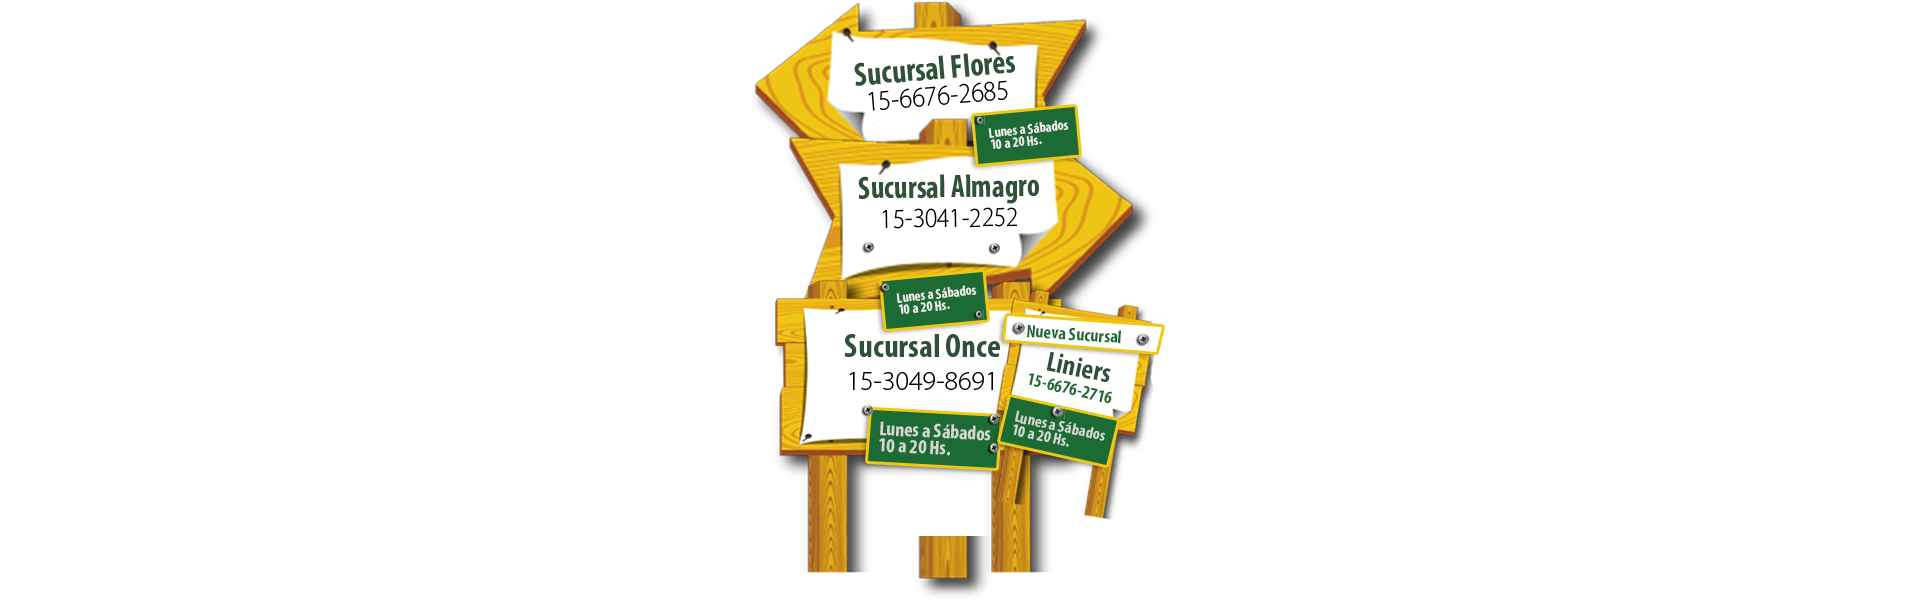 Sucursal Flores
15-6676-2685
Lunes a Sábados
10 a 20 Hs.
Sucursal Almagro
15-3041-2252
Lunes a Sábados
10 a 20 Hs.
Sucursal Once
15-3049-8691
Lunes a Sábados
10 a 20 Hs.
Nueva Sucursal
Liniers
15-6676-2716
Lunes a Sábados
10 a 20 Hs.